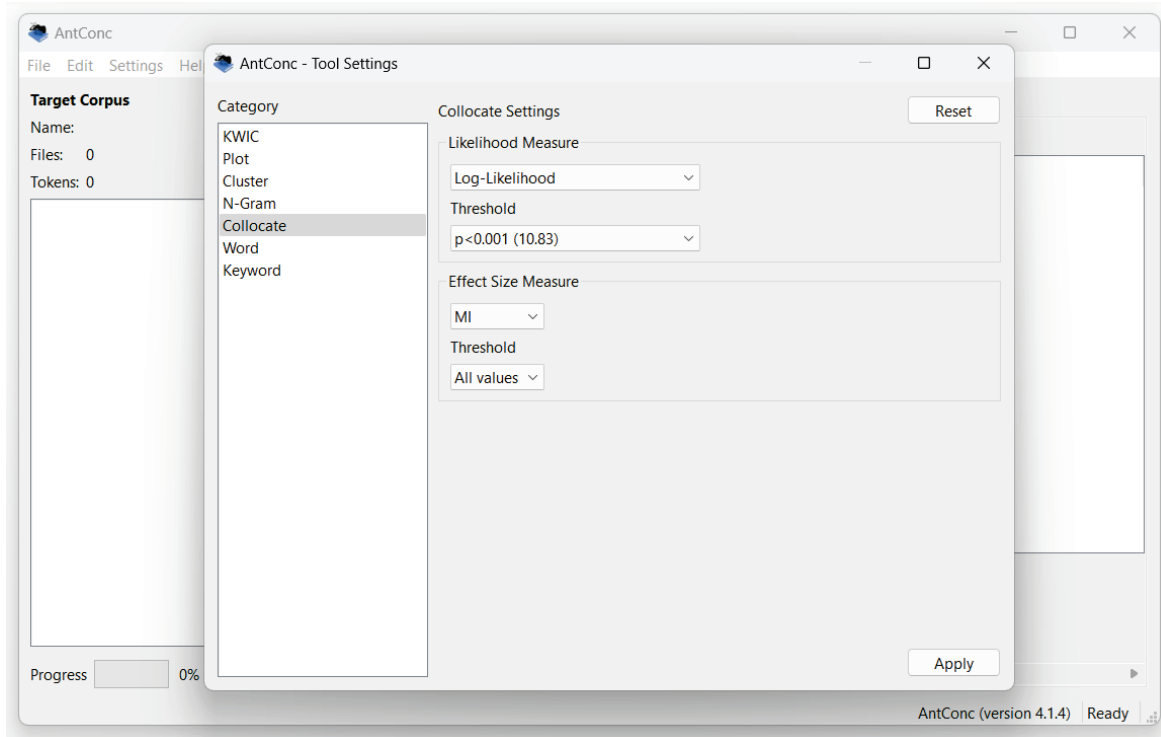 AntConc
File Edit Settings Hel
Target Corpus
Name:
Files: 0
Tokens: 0
Progress 0%
AntConc - Tool Settings
Category
KWIC
Plot
Cluster
N-Gram
Collocate
Word
Keyword
Collocate Settings
Reset
Likelihood Measure
Log-Likelihood
Threshold
p<0.001 (10.83)
Effect Size Measure
MI
Threshold
All values
Apply
AntConc (version 4.1.4) Ready